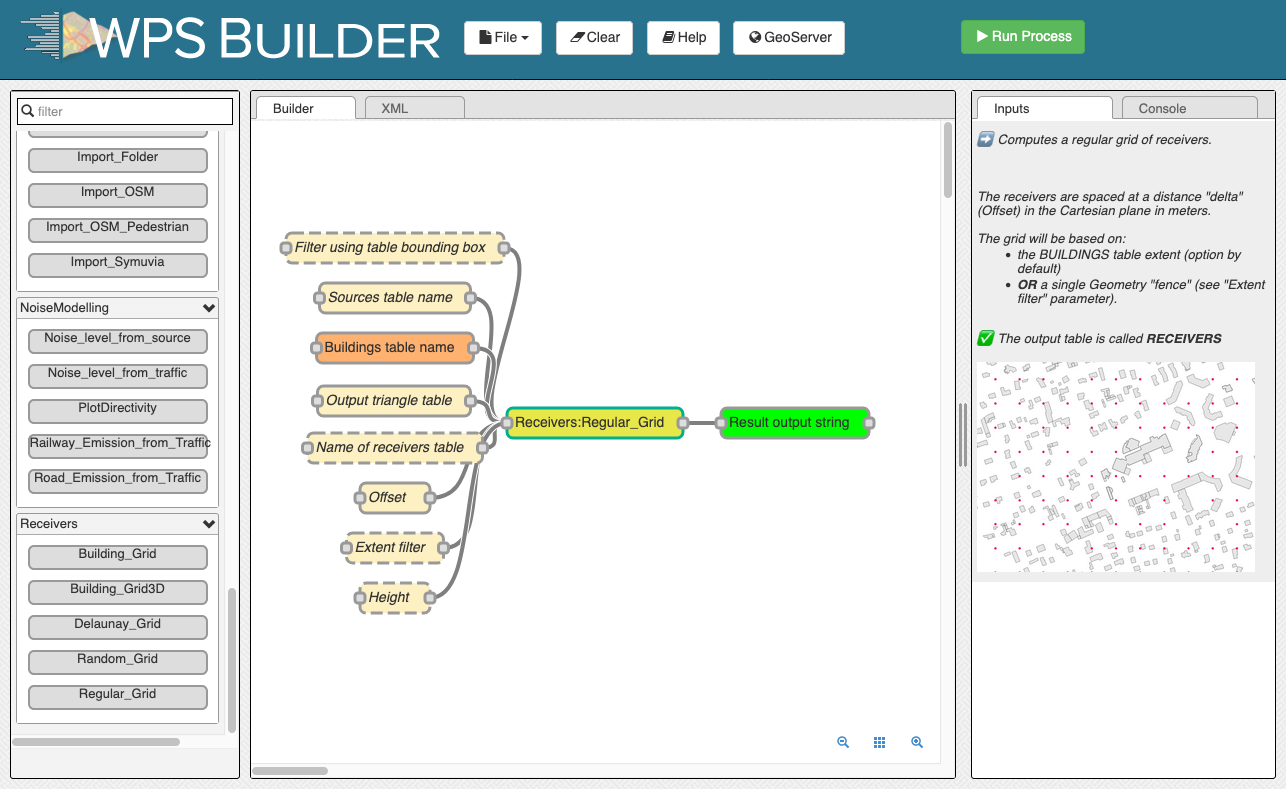 WPS BUILDER
File
Clear
Help
GeoServer
Run Process
filter
Import_Folder
Import_OSM
Import_OSM_Pedestrian
Import_Symuvia
NoiseModelling
Noise_level_from_source
Noise_level_from_traffic
PlotDirectivity
Railway_Emission_from_Traffic
Road_Emission_from_Traffic
Receivers
Building_Grid
Building_Grid3D
Delaunay_Grid
Random_Grid
Regular_Grid
Builder
XML
Filter using table bounding box
Sources table name
Buildings table name
Output triangle table
Name of receivers table
Offset
Extent filter
Height
Receivers:Regular_Grid
Result output string
Inputs
Console
Computes a regular grid of receivers.
The receivers are spaced at a distance "delta"
(Offset) in the Cartesian plane in meters.
The grid will be based on:
• the BUILDINGS table extent (option by
default)
• OR a single Geometry "fence" (see "Extent
filter" parameter).
The output table is called RECEIVERS